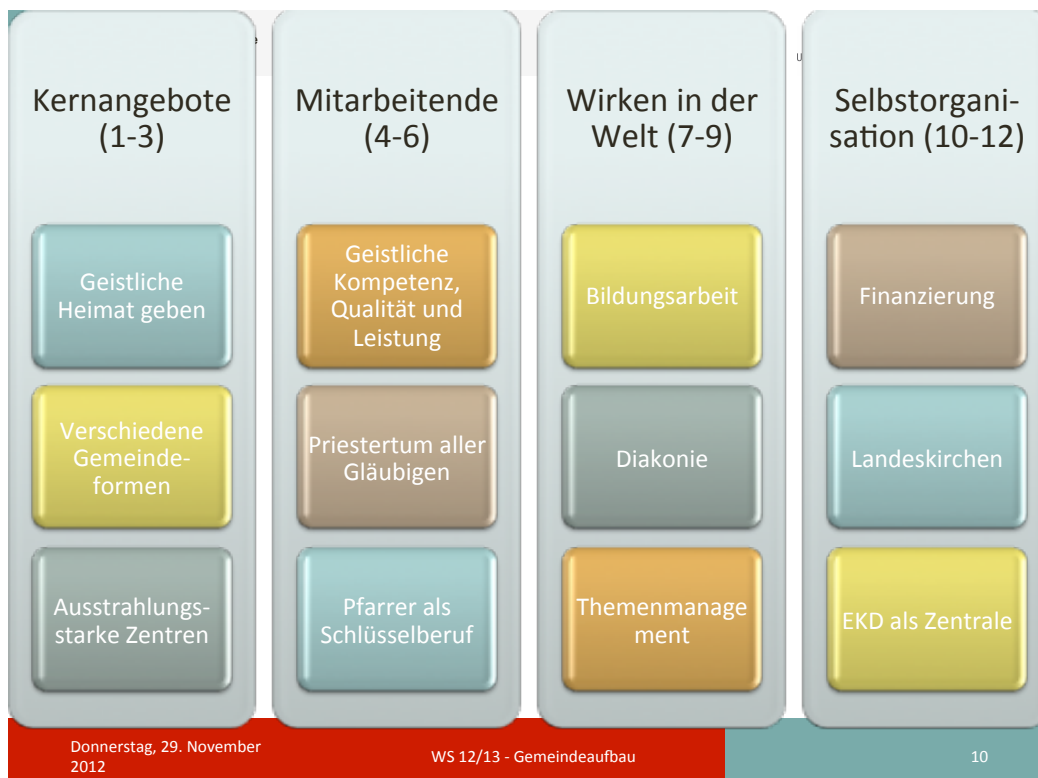 Kernangebote
(1-3)
Geistliche
Heimat geben
Verschiedene
Gemeinde-
formen
Ausstrahlungs-
starke Zentren
Mitarbeitende
(4-6)
Geistliche
Kompetenz,
Qualität und
Leistung
Priestertum aller
Gläubigen
Pfarrer als
Schlüsselberuf
Wirken in der
Welt (7-9)
Bildungsarbeit
Diakonie
Themenmanage
ment
Selbstorgani-
sation (10-12)
Finanzierung
Landeskirchen
EKD als Zentrale
Donnerstag, 29. November
2012
WS 12/13 - Gemeindeaufbau
10